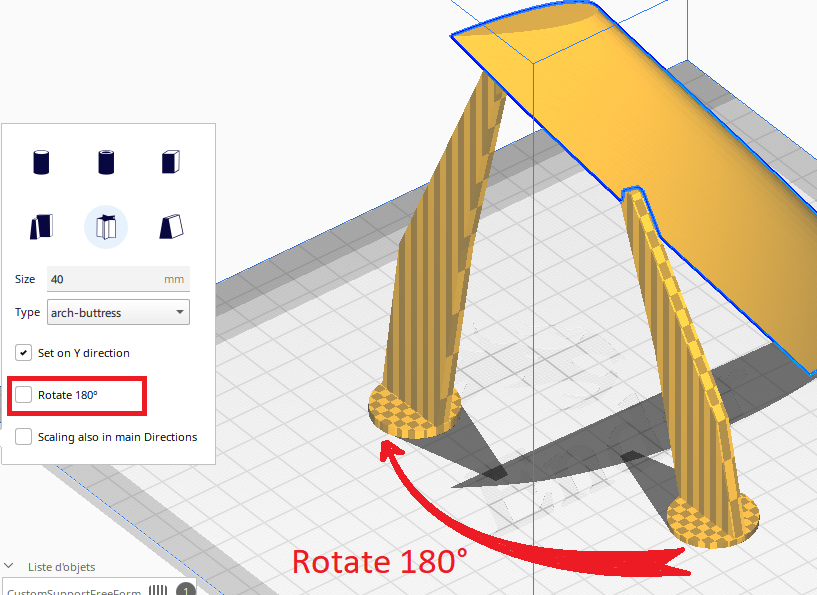 Size 40 mm
Type arch-buttress
Set on Y direction
Rotate 180°
Scaling also in main Directions
Rotate 180°
Liste d'objets
CustomSupportFreeForm 1